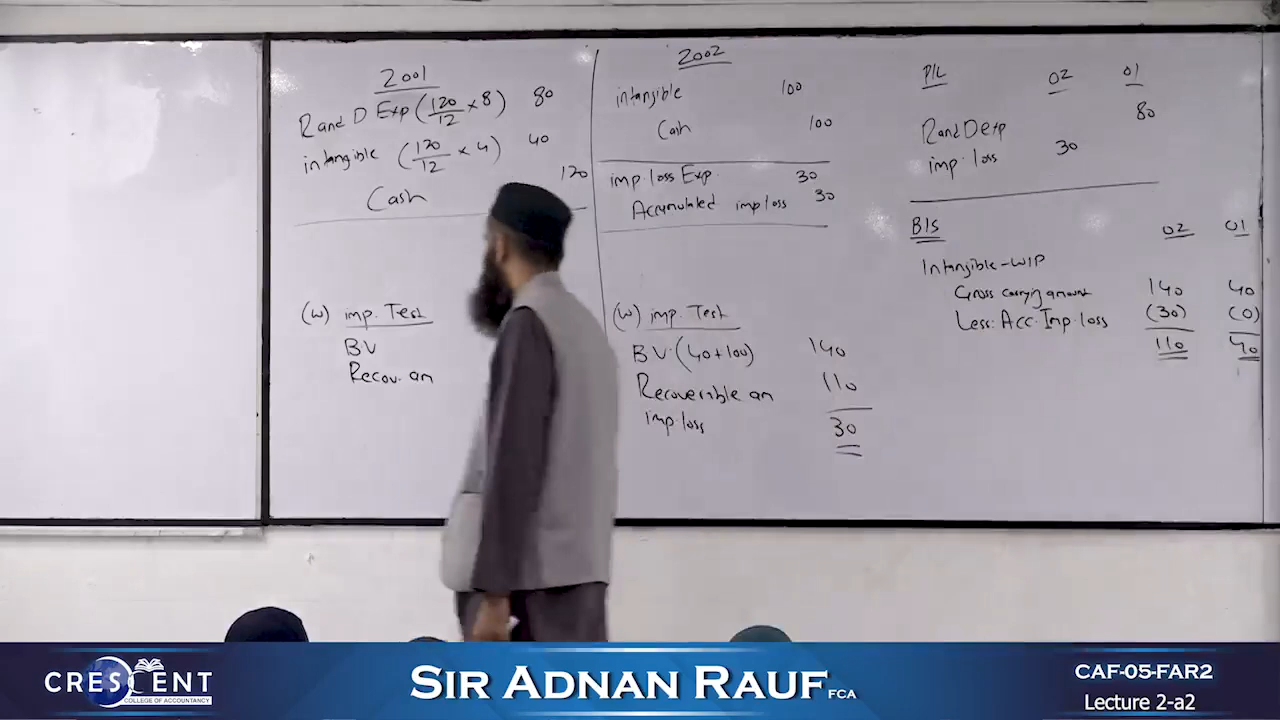 2001
R and D Exp (120/12 x 8) 80
intangible (120/12 x 4) 40
Cash 120
(W) imp. Test
BV
Recov. am
2002
intangible 100
Cash 100
imp loss Exp. 30
Accumulated imp loss 30
(W) imp. Test
BV (40+100) 140
Recoverable am 110
imp loss 30
P/L 02 01
R and D exp 80
imp. loss 30
B/S 02 01
Intangible-WIP
Gross carrying amount 140 40
Less: Acc. Imp. loss (30) (0)
110 40
CRESCENT
COLLEGE OF ACCOUNTANCY
SIR ADNAN RAUF FCA
CAF-05-FAR2
Lecture 2-a2